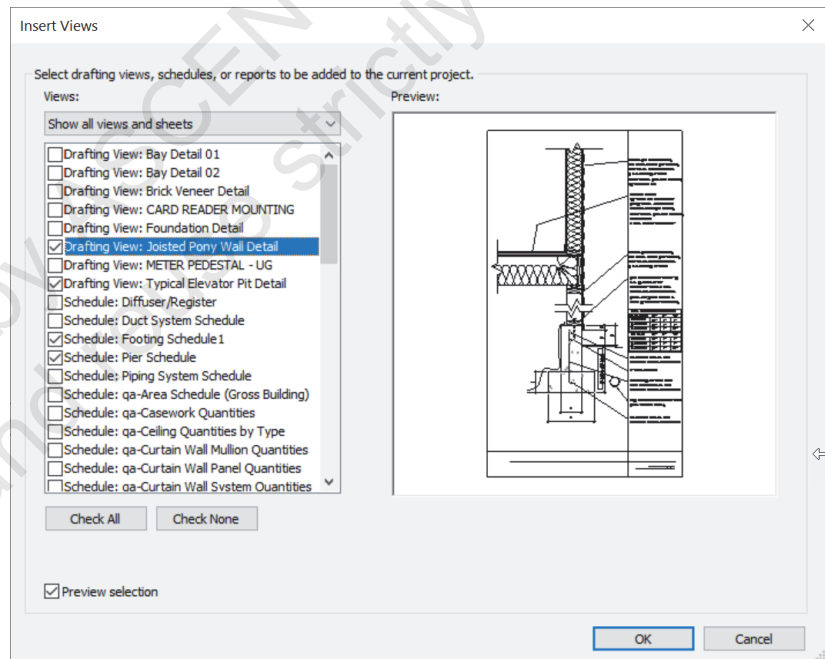 Insert Views
Select drafting views, schedules, or reports to be added to the current project.
Views:
Preview:
Show all views and sheets
Drafting View: Bay Detail 01
Drafting View: Bay Detail 02
Drafting View: Brick Veneer Detail
Drafting View: CARD READER MOUNTING
Drafting View: Foundation Detail
Drafting View: Joisted Pony Wall Detail
Drafting View: METER PEDESTAL - UG
Drafting View: Typical Elevator Pit Detail
Schedule: Diffuser/Register
Schedule: Duct System Schedule
Schedule: Footing Schedule1
Schedule: Pier Schedule
Schedule: Piping System Schedule
Schedule: qa-Area Schedule (Gross Building)
Schedule: qa-Casework Quantities
Schedule: qa-Ceiling Quantities by Type
Schedule: qa-Curtain Wall Mullion Quantities
Schedule: qa-Curtain Wall Panel Quantities
Schedule: qa-Curtain Wall System Quantities
Check All
Check None
Preview selection
OK
Cancel
by ASCEN
and reuse strictly